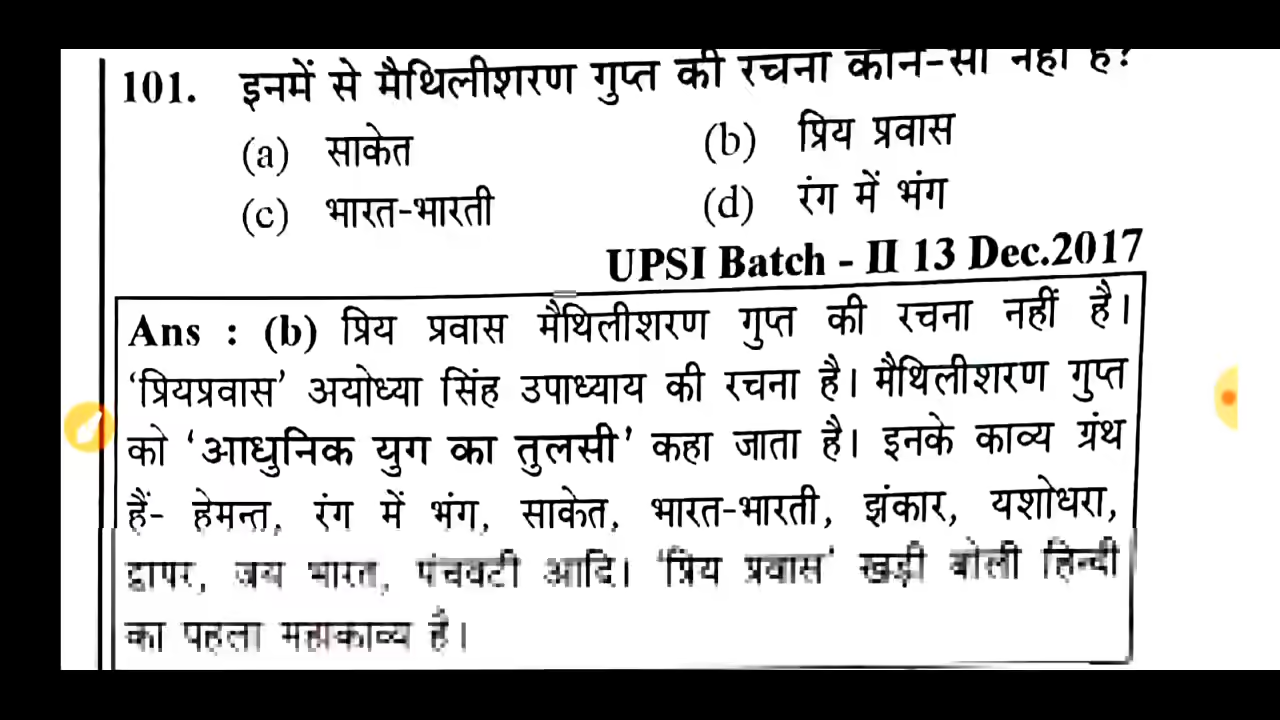 101. इनमें से मैथिलीशरण गुप्त की रचना कौन-सी नहीं है?
(a) साकेत (b) प्रिय प्रवास
(c) भारत-भारती (d) रंग में भंग
UPSI Batch - II 13 Dec.2017
Ans : (b) प्रिय प्रवास मैथिलीशरण गुप्त की रचना नहीं है।
‘प्रियप्रवास’ अयोध्या सिंह उपाध्याय की रचना है। मैथिलीशरण गुप्त
को ‘आधुनिक युग का तुलसी’ कहा जाता है। इनके काव्य ग्रंथ
हैं- हेमन्त, रंग में भंग, साकेत, भारत-भारती, झंकार, यशोधरा,
द्वापर, जय भारत, पंचवटी आदि। ‘प्रिय प्रवास’ खड़ी बोली हिन्दी
का पहला महाकाव्य है।